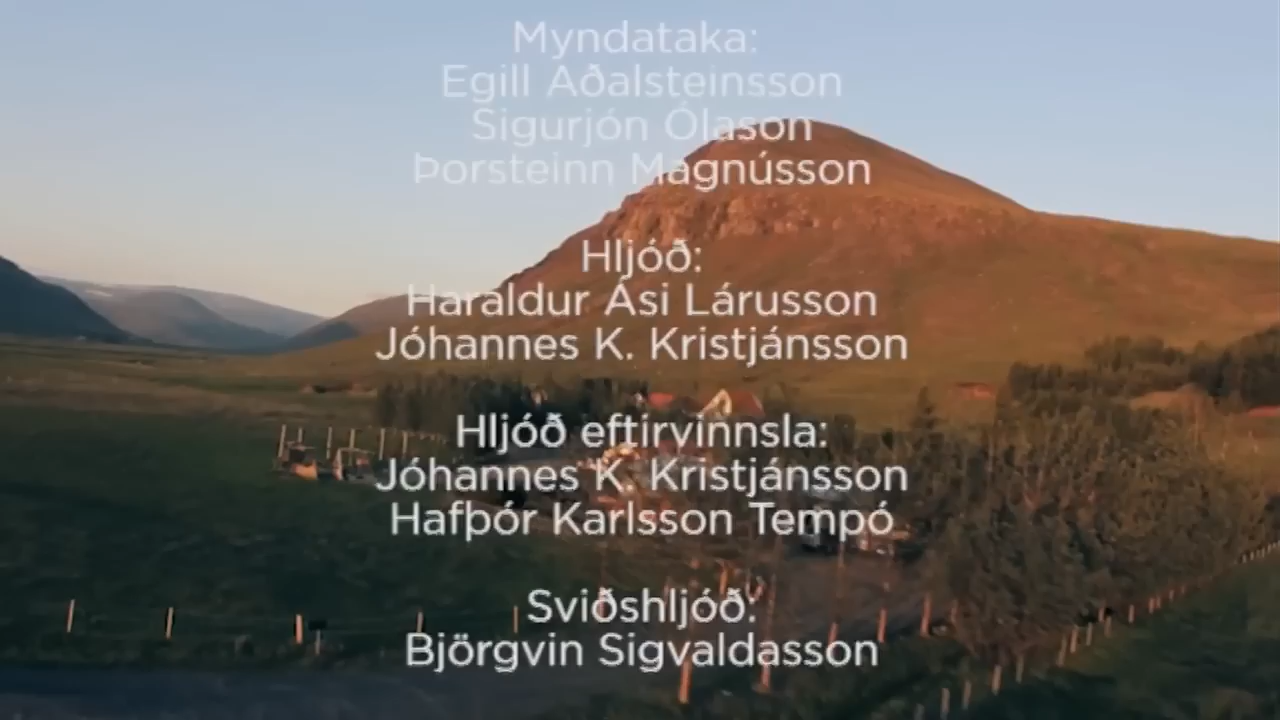 Myndataka:
Egill Aðalsteinsson
Sigurjón Ólason
Þorsteinn Magnússon
Hljóð:
Haraldur Ási Lárusson
Jóhannes K. Kristjánsson
Hljóð eftirvinnsla:
Jóhannes K. Kristjánsson
Hafþór Karlsson Tempó
Sviðshljóð:
Björgvin Sigvaldasson